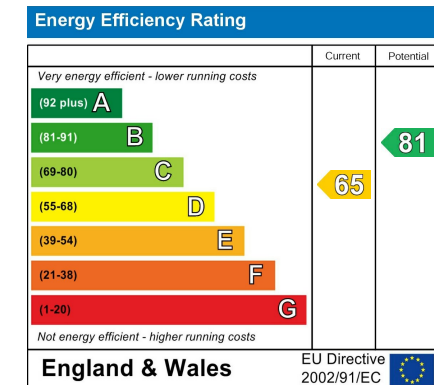 Energy Efficiency Rating
Current Potential
Very energy efficient - lower running costs
(92 plus) A
(81-91) B
81
(69-80) C
65
(55-68) D
(39-54) E
(21-38) F
(1-20) G
Not energy efficient - higher running costs
England & Wales
EU Directive
2002/91/EC